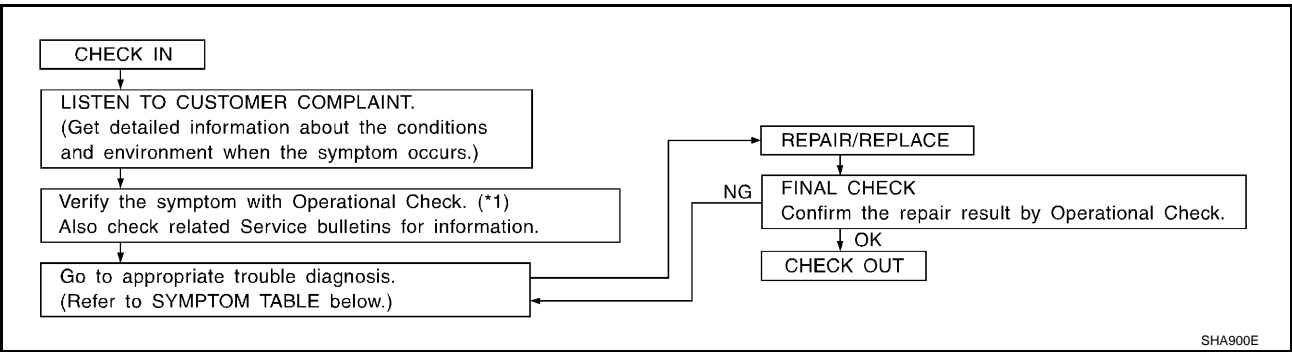 CHECK IN
LISTEN TO CUSTOMER COMPLAINT.
(Get detailed information about the conditions
and environment when the symptom occurs.)
Verify the symptom with Operational Check. (*1)
Also check related Service bulletins for information.
Go to appropriate trouble diagnosis.
(Refer to SYMPTOM TABLE below.)
REPAIR/REPLACE
NG
FINAL CHECK
Confirm the repair result by Operational Check.
OK
CHECK OUT
SHA900E